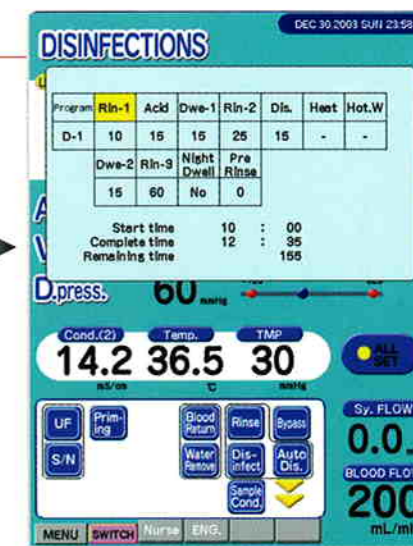 DEC 30.2003 SUN 23:58
DISINFECTIONS
Program Rin-1 Acid Dwe-1 Rin-2 Dis. Heat Hot.W
D-1 10 15 15 25 15 - -
Dwe-2 Rin-3 Night Dwell Pre Rinse
15 60 No 0
Start time 10 : 00
Complete time 12 : 35
Remaining time 155
D.press. 60 mmHg
Cond.(2) Temp. TMP
14.2 36.5 30
mS/cm °C mmHg
ALL SET
UF Prim-ing Blood Return Rinse Bypass
S/N Water Remove Dis-infect Auto Dis.
Sample Cond.
Sy. FLOW
0.0.
BLOOD FLO
200
mL/mi
MENU SWITCH Nurse ENG.